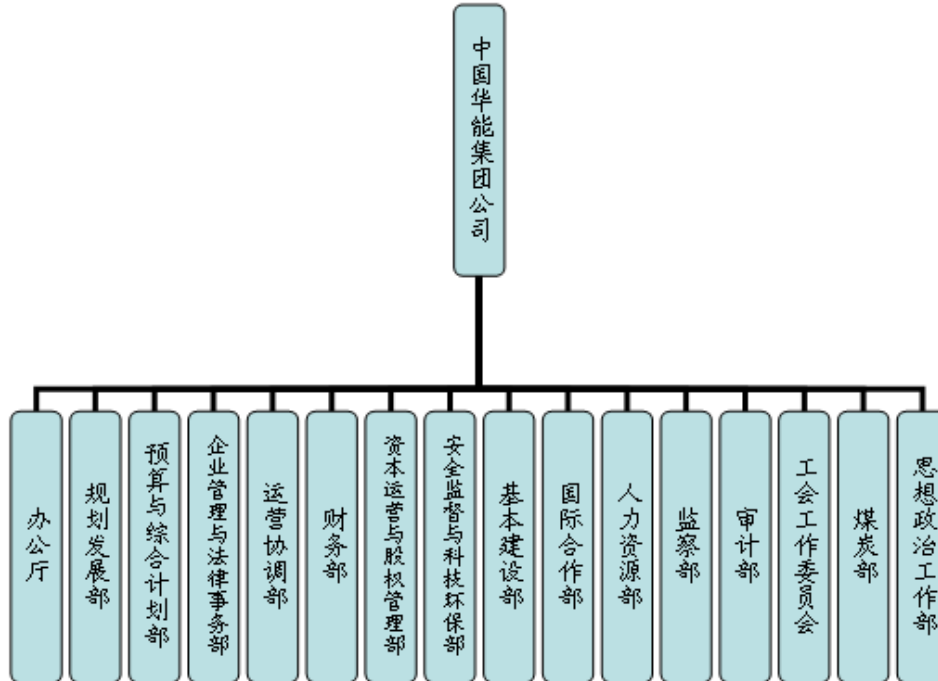 中国华能集团公司
办公厅
规划发展部
预算与综合计划部
企业管理与法律事务部
运营协调部
财务部
资本运营与股权管理部
安全监督与科技环保部
基本建设部
国际合作部
人力资源部
监察部
审计部
工会工作委员会
煤炭部
思想政治工作部